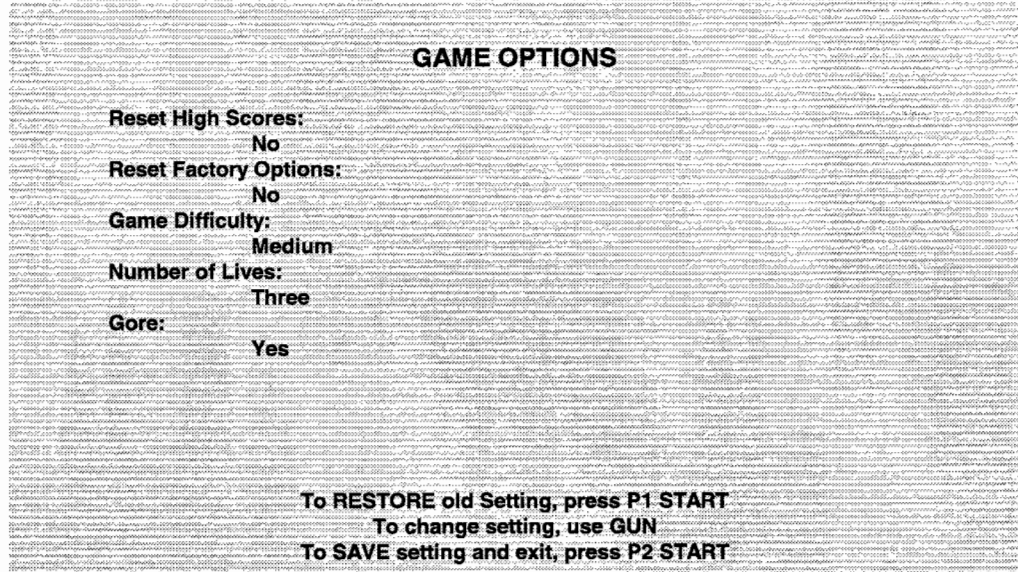 GAME OPTIONS
Reset High Scores:
No
Reset Factory Options:
No
Game Difficulty:
Medium
Number of Lives:
Three
Gore:
Yes
To RESTORE old Setting, press P1 START
To change setting, use GUN
To SAVE setting and exit, press P2 START